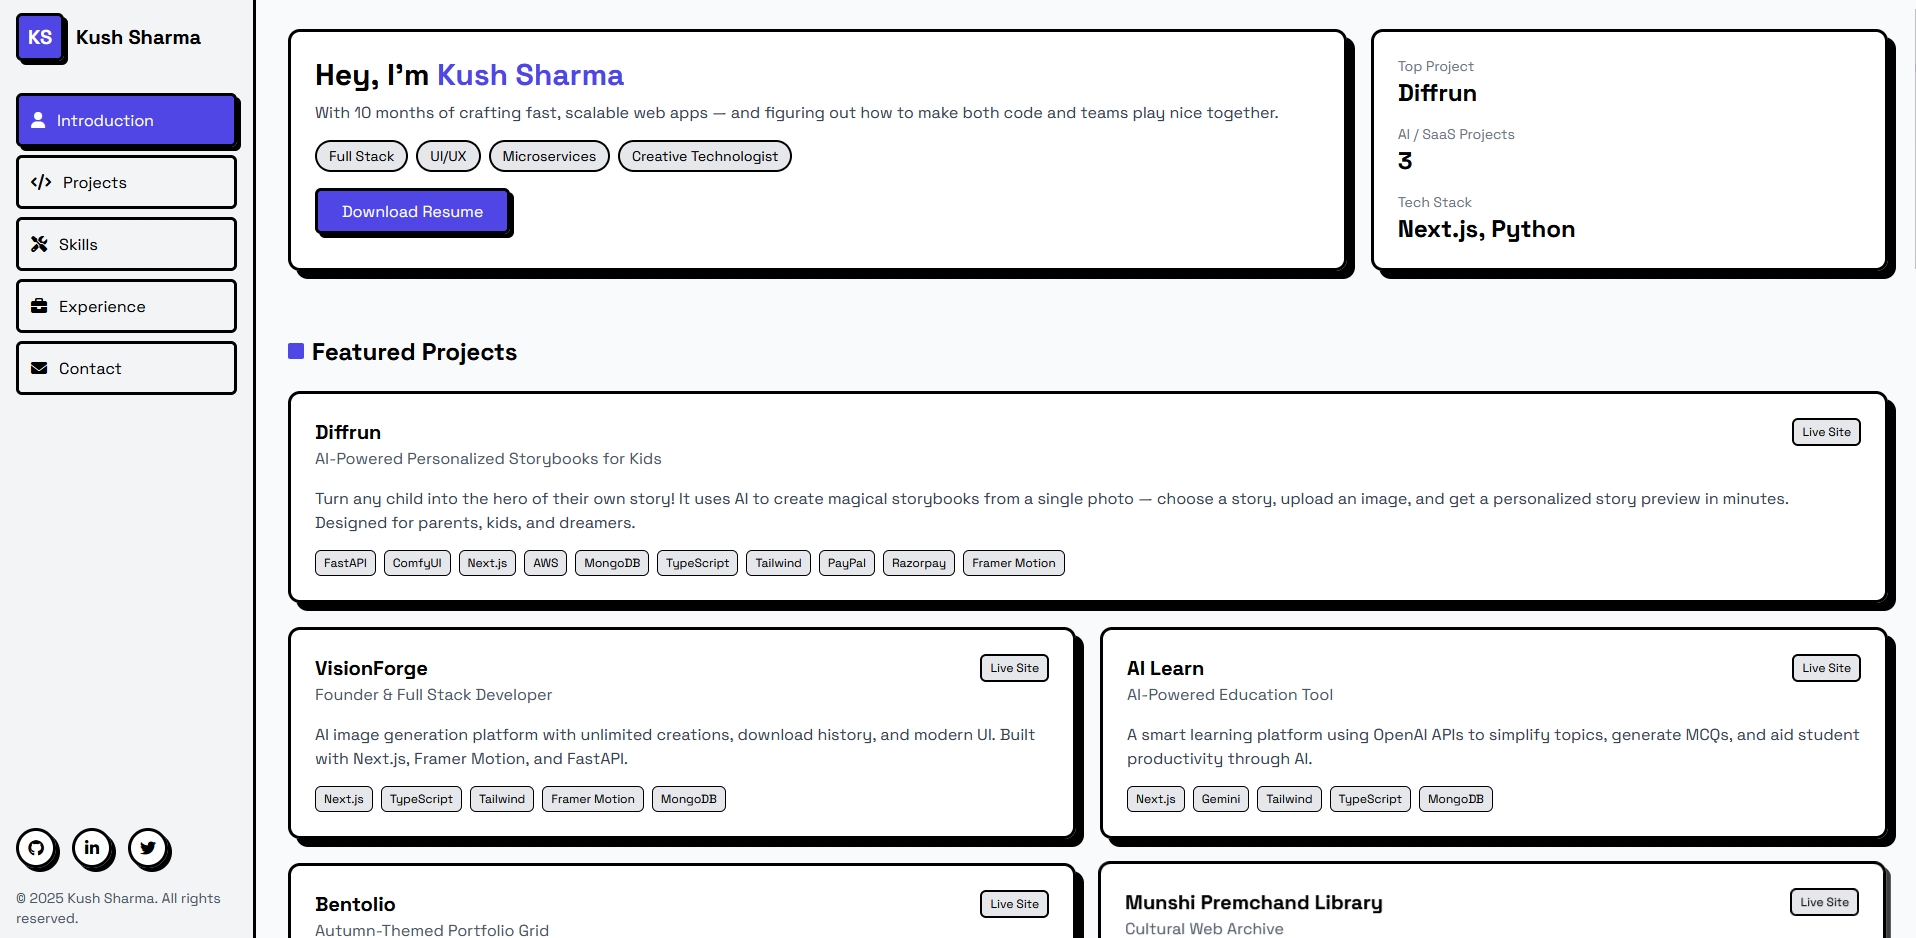 KS
Kush Sharma
Introduction
Projects
Skills
Experience
Contact
© 2025 Kush Sharma. All rights
reserved.
Hey, I’m Kush Sharma
With 10 months of crafting fast, scalable web apps — and figuring out how to make both code and teams play nice together.
Full Stack
UI/UX
Microservices
Creative Technologist
Download Resume
Top Project
Diffrun
AI / SaaS Projects
3
Tech Stack
Next.js, Python
Featured Projects
Diffrun
Live Site
AI-Powered Personalized Storybooks for Kids
Turn any child into the hero of their own story! It uses AI to create magical storybooks from a single photo — choose a story, upload an image, and get a personalized story preview in minutes.
Designed for parents, kids, and dreamers.
FastAPI
ComfyUI
Next.js
AWS
MongoDB
TypeScript
Tailwind
PayPal
Razorpay
Framer Motion
VisionForge
Live Site
Founder & Full Stack Developer
AI image generation platform with unlimited creations, download history, and modern UI. Built
with Next.js, Framer Motion, and FastAPI.
Next.js
TypeScript
Tailwind
Framer Motion
MongoDB
AI Learn
Live Site
AI-Powered Education Tool
A smart learning platform using OpenAI APIs to simplify topics, generate MCQs, and aid student
productivity through AI.
Next.js
Gemini
Tailwind
TypeScript
MongoDB
Bentolio
Live Site
Autumn-Themed Portfolio Grid
Munshi Premchand Library
Live Site
Cultural Web Archive